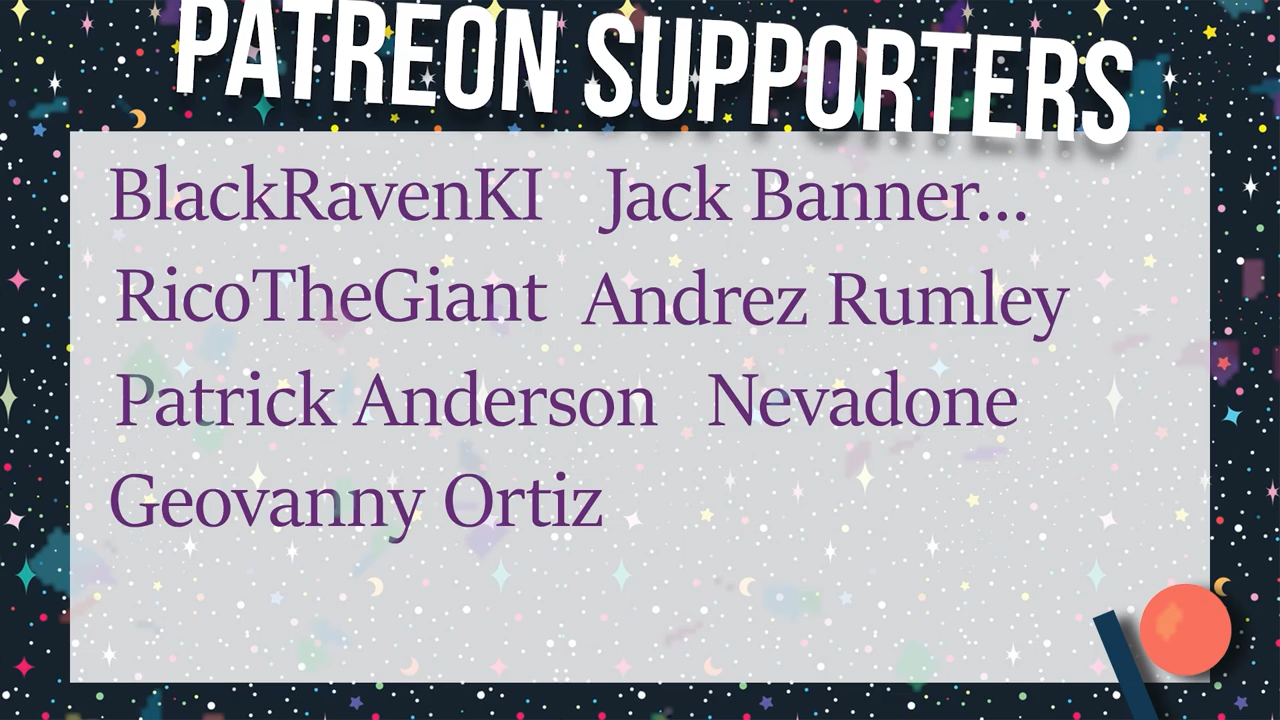 PATREON SUPPORTERS
BlackRavenKI Jack Banner...
RicoTheGiant Andrez Rumley
Patrick Anderson Nevadone
Geovanny Ortiz